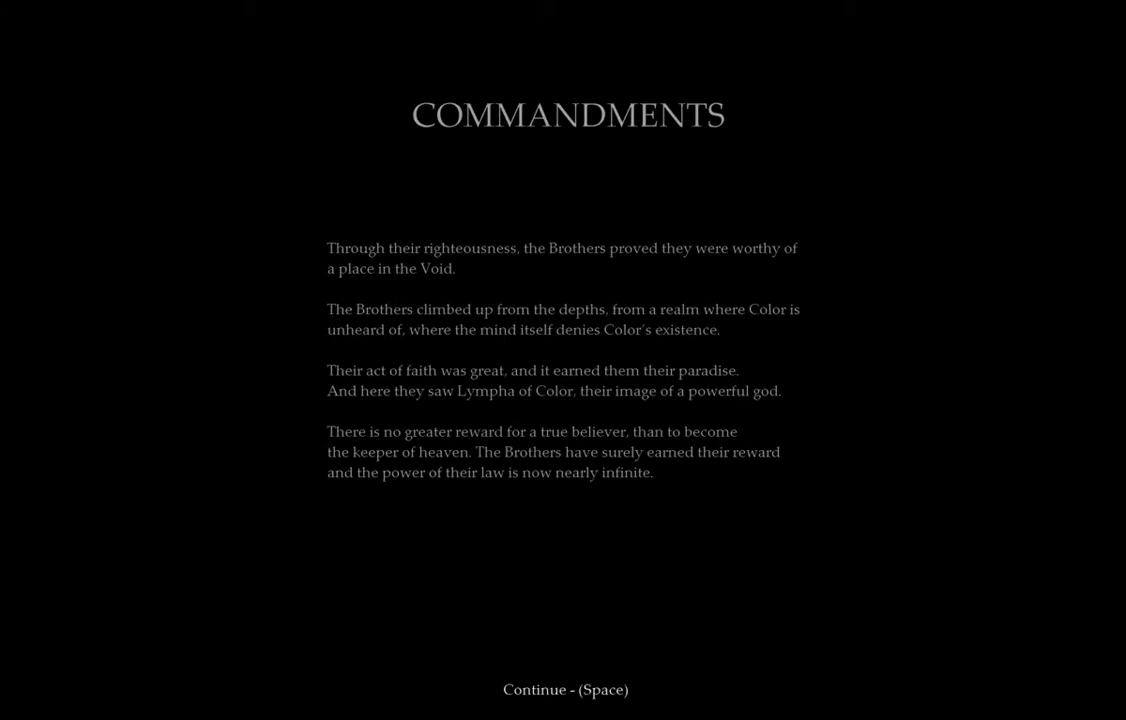 COMMANDMENTS
Through their righteousness, the Brothers proved they were worthy of
a place in the Void.
The Brothers climbed up from the depths, from a realm where Color is
unheard of, where the mind itself denies Color's existence.
Their act of faith was great, and it earned them their paradise.
And here they saw Lympha of Color, their image of a powerful god.
There is no greater reward for a true believer, than to become
the keeper of heaven. The Brothers have surely earned their reward
and the power of their law is now nearly infinite.
Continue - (Space)